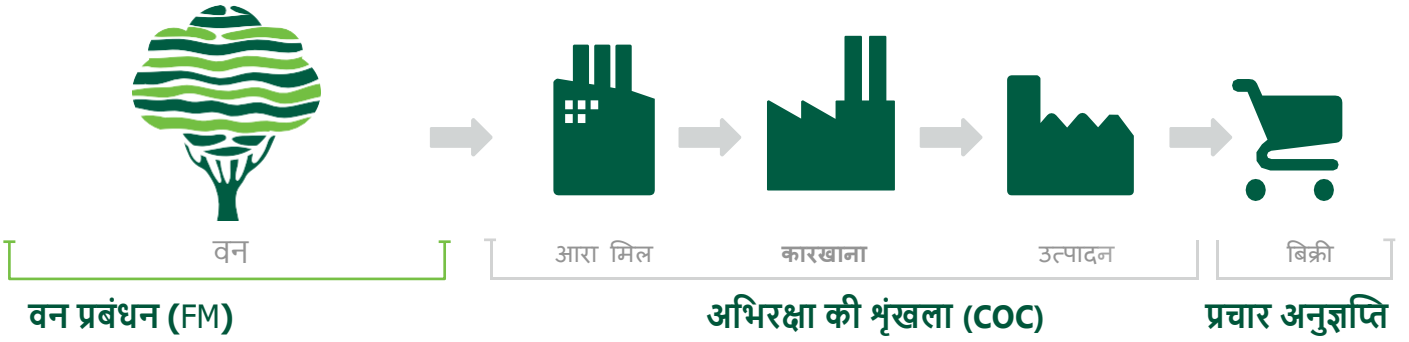 वन आरा मिल कारखाना उत्पादन बिक्री
वन प्रबंधन (FM) अभिरक्षा की शृंखला (COC) प्रचार अनुज्ञप्ति